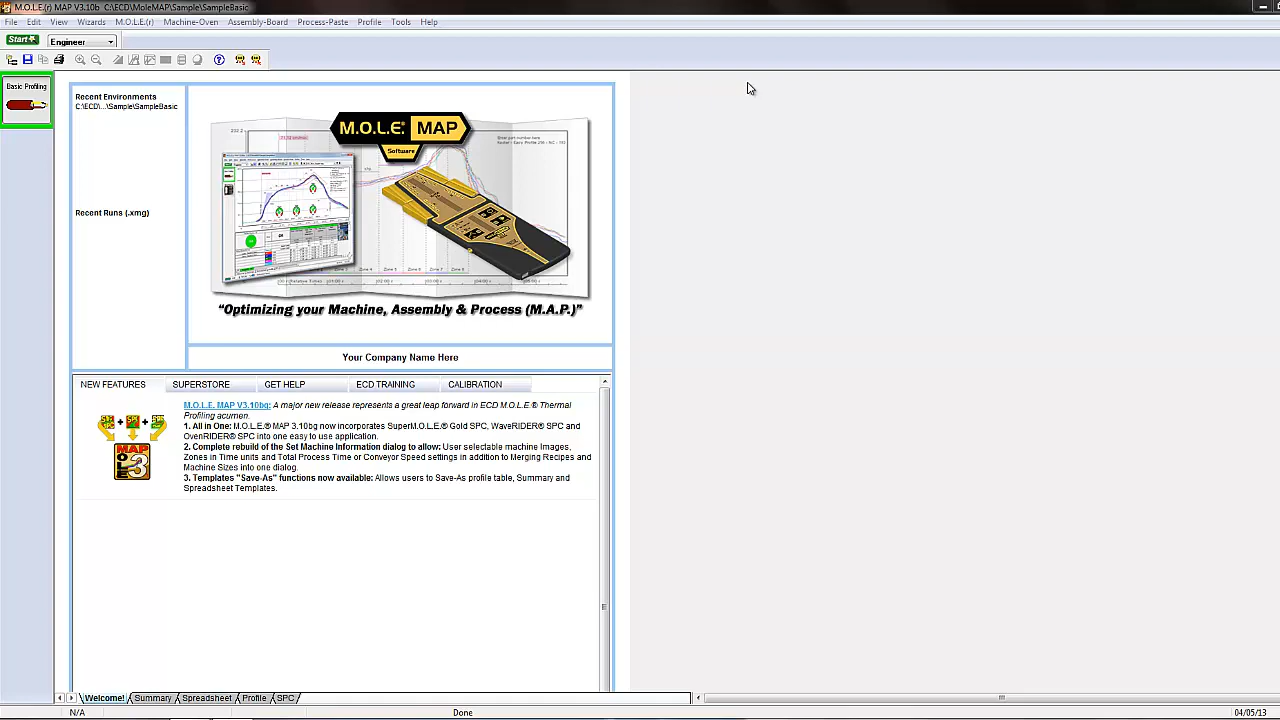 M.O.L.E.(r) MAP V3.10b C:\ECD\MoleMAP\Sample\SampleBasic
File Edit View Wizards M.O.L.E.(r) Machine-Oven Assembly-Board Process-Paste Profile Tools Help
Start
Engineer
Basic Profiling
Recent Environments
C:\ECD...\Sample\SampleBasic
Recent Runs (.xmg)
M.O.L.E.® MAP
Software
“Optimizing your Machine, Assembly & Process (M.A.P.)”
Your Company Name Here
NEW FEATURES SUPERSTORE GET HELP ECD TRAINING CALIBRATION
M.O.L.E. MAP V3.10bq: A major new release represents a great leap forward in ECD M.O.L.E.® Thermal
Profiling acumen.
1. All in One: M.O.L.E.® MAP 3.10bq now incorporates SuperM.O.L.E.® Gold SPC, WaveRIDER® SPC and
OvenRIDER® SPC into one easy to use application.
2. Complete rebuild of the Set Machine Information dialog to allow: User selectable machine Images,
Zones in Time units and Total Process Time or Conveyor Speed settings in addition to Merging Recipes and
Machine Sizes into one dialog.
3. Templates "Save-As" functions now available: Allows users to Save-As profile table, Summary and
Spreadsheet Templates.
MAP
MOLE
3
Welcome! Summary Spreadsheet Profile SPC
N/A Done 04/05/13